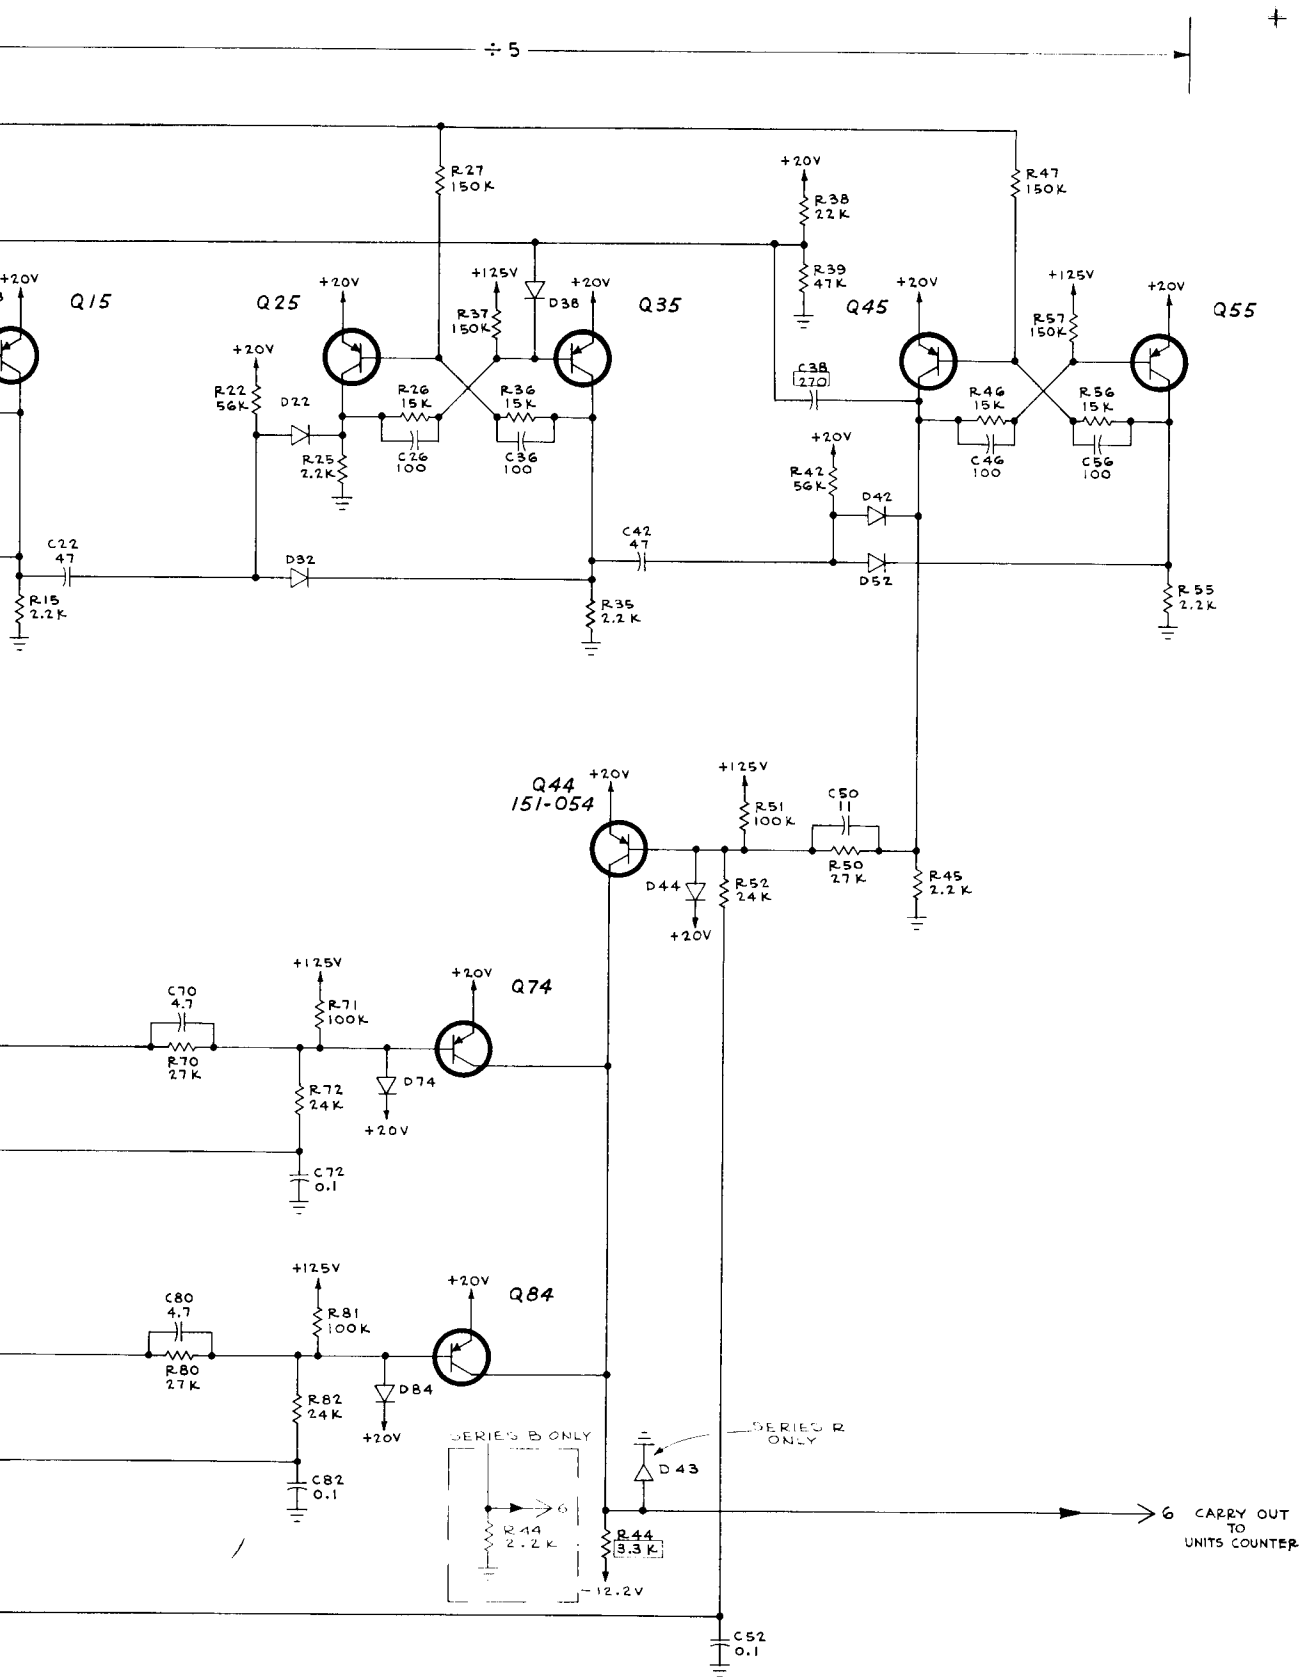 ÷ 5
R27
150K
+20V
R38
22K
R47
150K
R39
47K
+20V
Q15
Q25
+20V
+125V
R37
150K
D38
+20V
Q35
Q45
+20V
+125V
R57
150K
+20V
Q55
+20V
R22
56K
D22
R25
2.2K
R26
15K
C26
100
R36
15K
C36
100
C38
270
+20V
R42
56K
D42
R46
15K
C46
100
R56
15K
C56
100
C22
47
D32
C42
47
D52
R15
2.2K
R35
2.2K
R55
2.2K
Q44
151-054
+20V
+125V
R51
100K
C50
11
R50
27K
D44
+20V
R52
24K
R45
2.2K
C70
4.7
R70
27K
+125V
R71
100K
+20V
Q74
R72
24K
D74
+20V
C72
0.1
C80
4.7
R80
27K
+125V
R81
100K
+20V
Q84
R82
24K
D84
+20V
C82
0.1
SERIES B ONLY
6
R44
2.2K
SERIES R
ONLY
D43
R44
3.3K
-12.2V
6 CARRY OUT
TO
UNITS COUNTER
C52
0.1